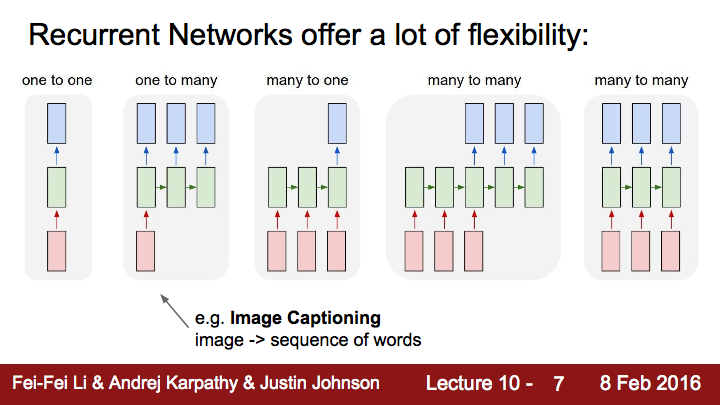 Recurrent Networks offer a lot of flexibility:
one to one
one to many
many to one
many to many
many to many
e.g. Image Captioning
image -> sequence of words
Fei-Fei Li & Andrej Karpathy & Justin Johnson
Lecture 10 - 7
8 Feb 2016